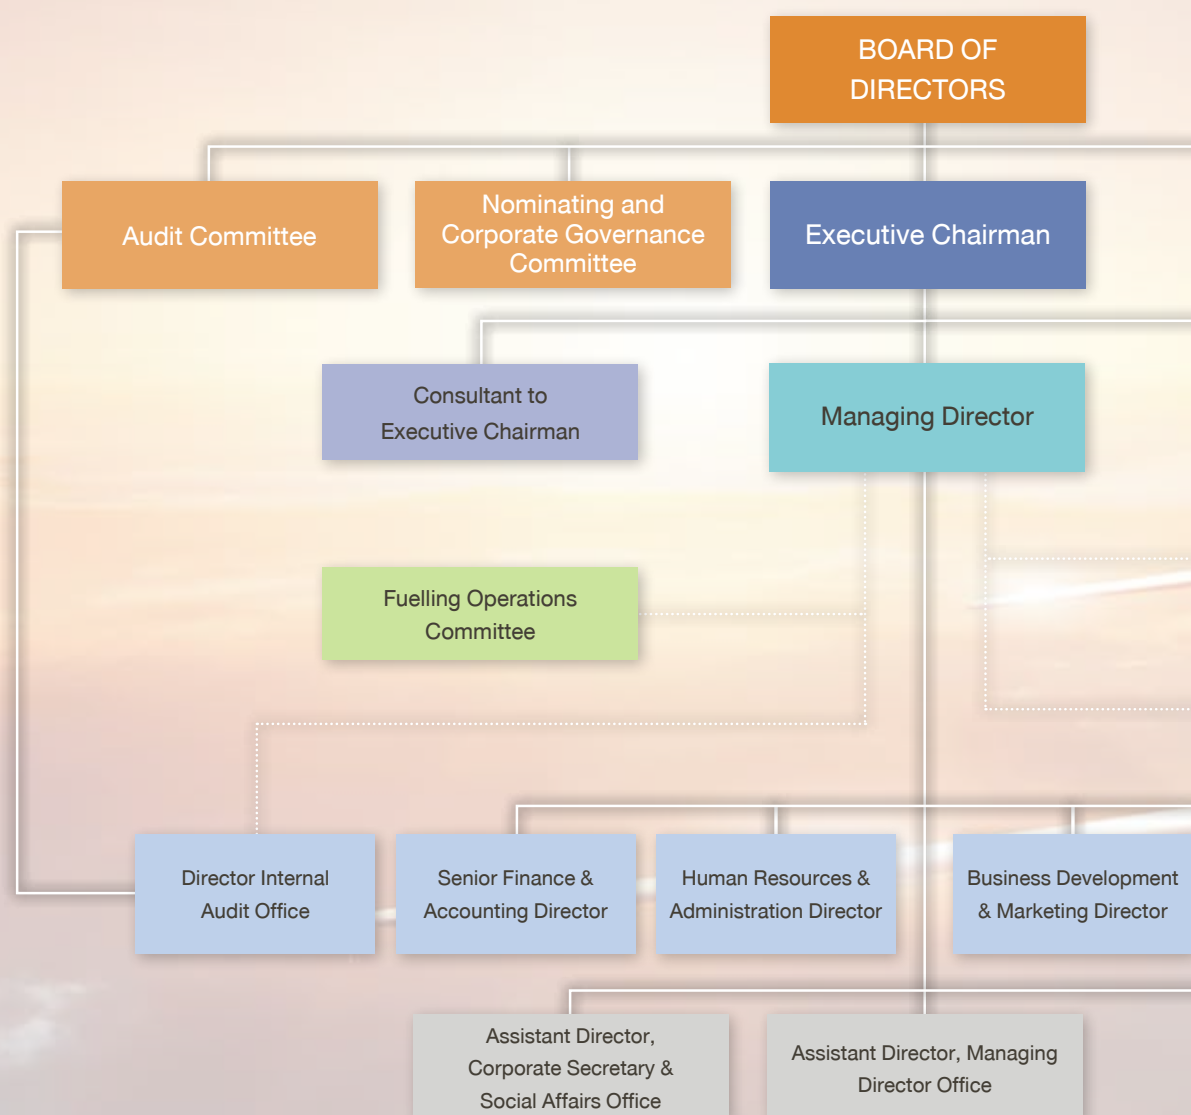 BOARD OF
DIRECTORS
Audit Committee
Nominating and
Corporate Governance
Committee
Executive Chairman
Consultant to
Executive Chairman
Managing Director
Fuelling Operations
Committee
Director Internal
Audit Office
Senior Finance &
Accounting Director
Human Resources &
Administration Director
Business Development
& Marketing Director
Assistant Director,
Corporate Secretary &
Social Affairs Office
Assistant Director, Managing
Director Office